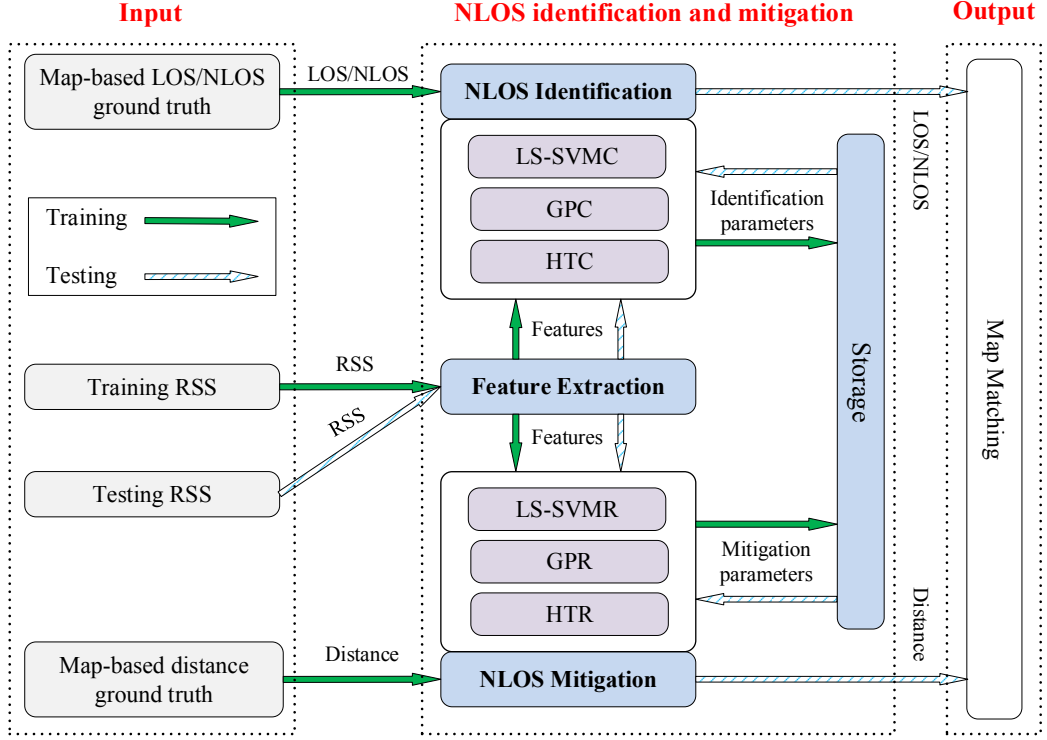 Input
NLOS identification and mitigation
Output
Map-based LOS/NLOS
ground truth
LOS/NLOS
NLOS Identification
LOS/NLOS
LS-SVMC
GPC
HTC
Identification
parameters
Training
Testing
Features
Training RSS
RSS
Feature Extraction
Storage
Map Matching
RSS
Features
Testing RSS
LS-SVMR
GPR
HTR
Mitigation
parameters
Distance
Map-based distance
ground truth
Distance
NLOS Mitigation